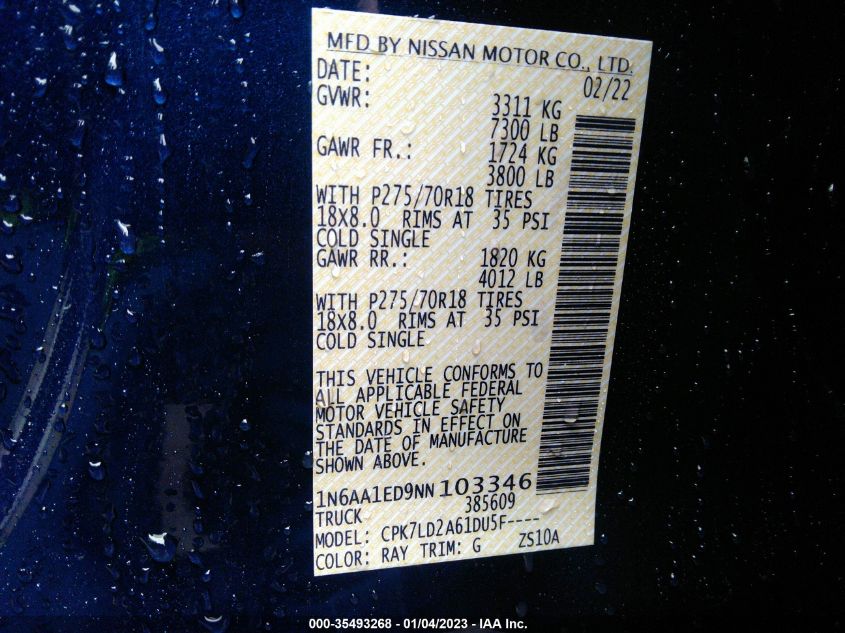 MFD BY NISSAN MOTOR CO., LTD.
DATE: 02/22
GVWR: 3311 KG
7300 LB
GAWR FR.: 1724 KG
3800 LB
WITH P275/70R18 TIRES
18X8.0 RIMS AT 35 PSI
COLD SINGLE
GAWR RR.: 1820 KG
4012 LB
WITH P275/70R18 TIRES
18X8.0 RIMS AT 35 PSI
COLD SINGLE
THIS VEHICLE CONFORMS TO
ALL APPLICABLE FEDERAL
MOTOR VEHICLE SAFETY
STANDARDS IN EFFECT ON
THE DATE OF MANUFACTURE
SHOWN ABOVE.
1N6AA1ED9NN103346
TRUCK 385609
MODEL: CPK7LD2A61DU5F----
COLOR: RAY TRIM: G ZS10A
000-35493268 - 01/04/2023 - IAA Inc.